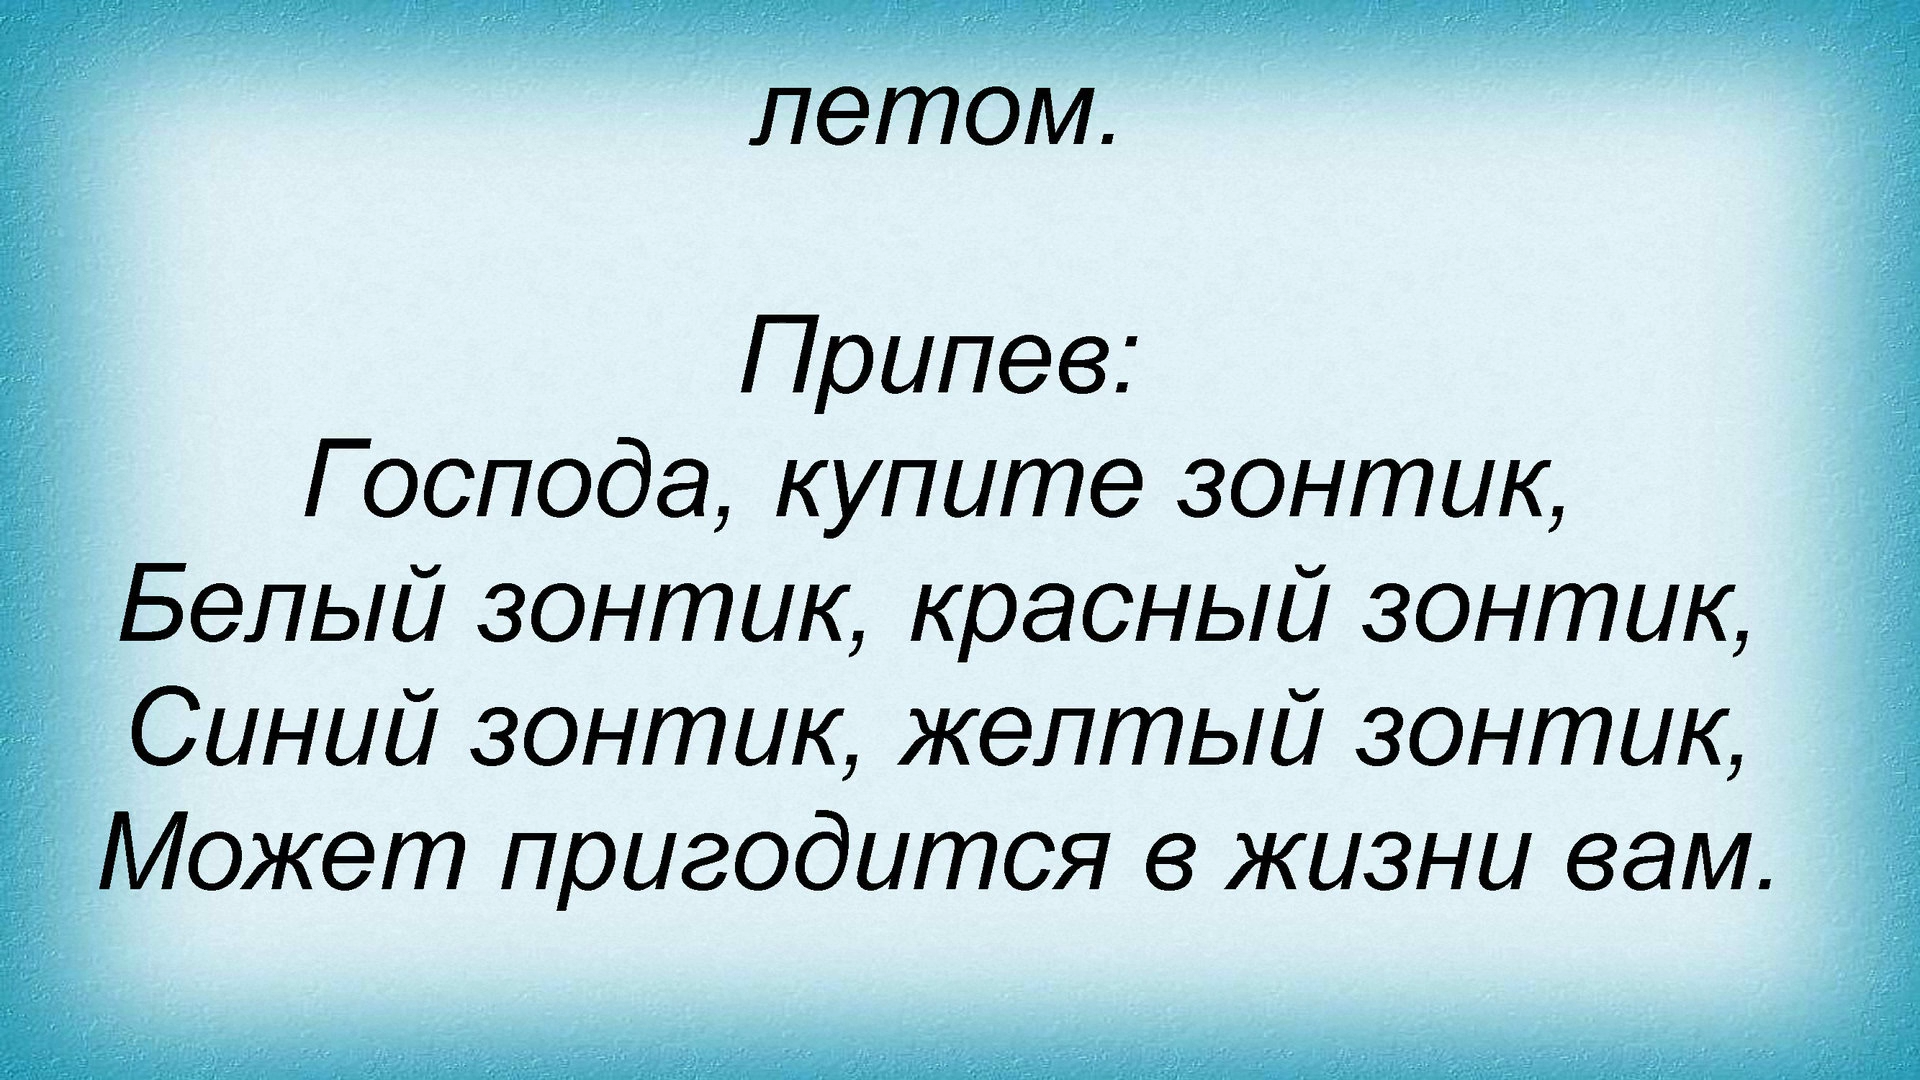 летом.
Припев:
Господа, купите зонтик,
Белый зонтик, красный зонтик,
Синий зонтик, желтый зонтик,
Может пригодится в жизни вам.